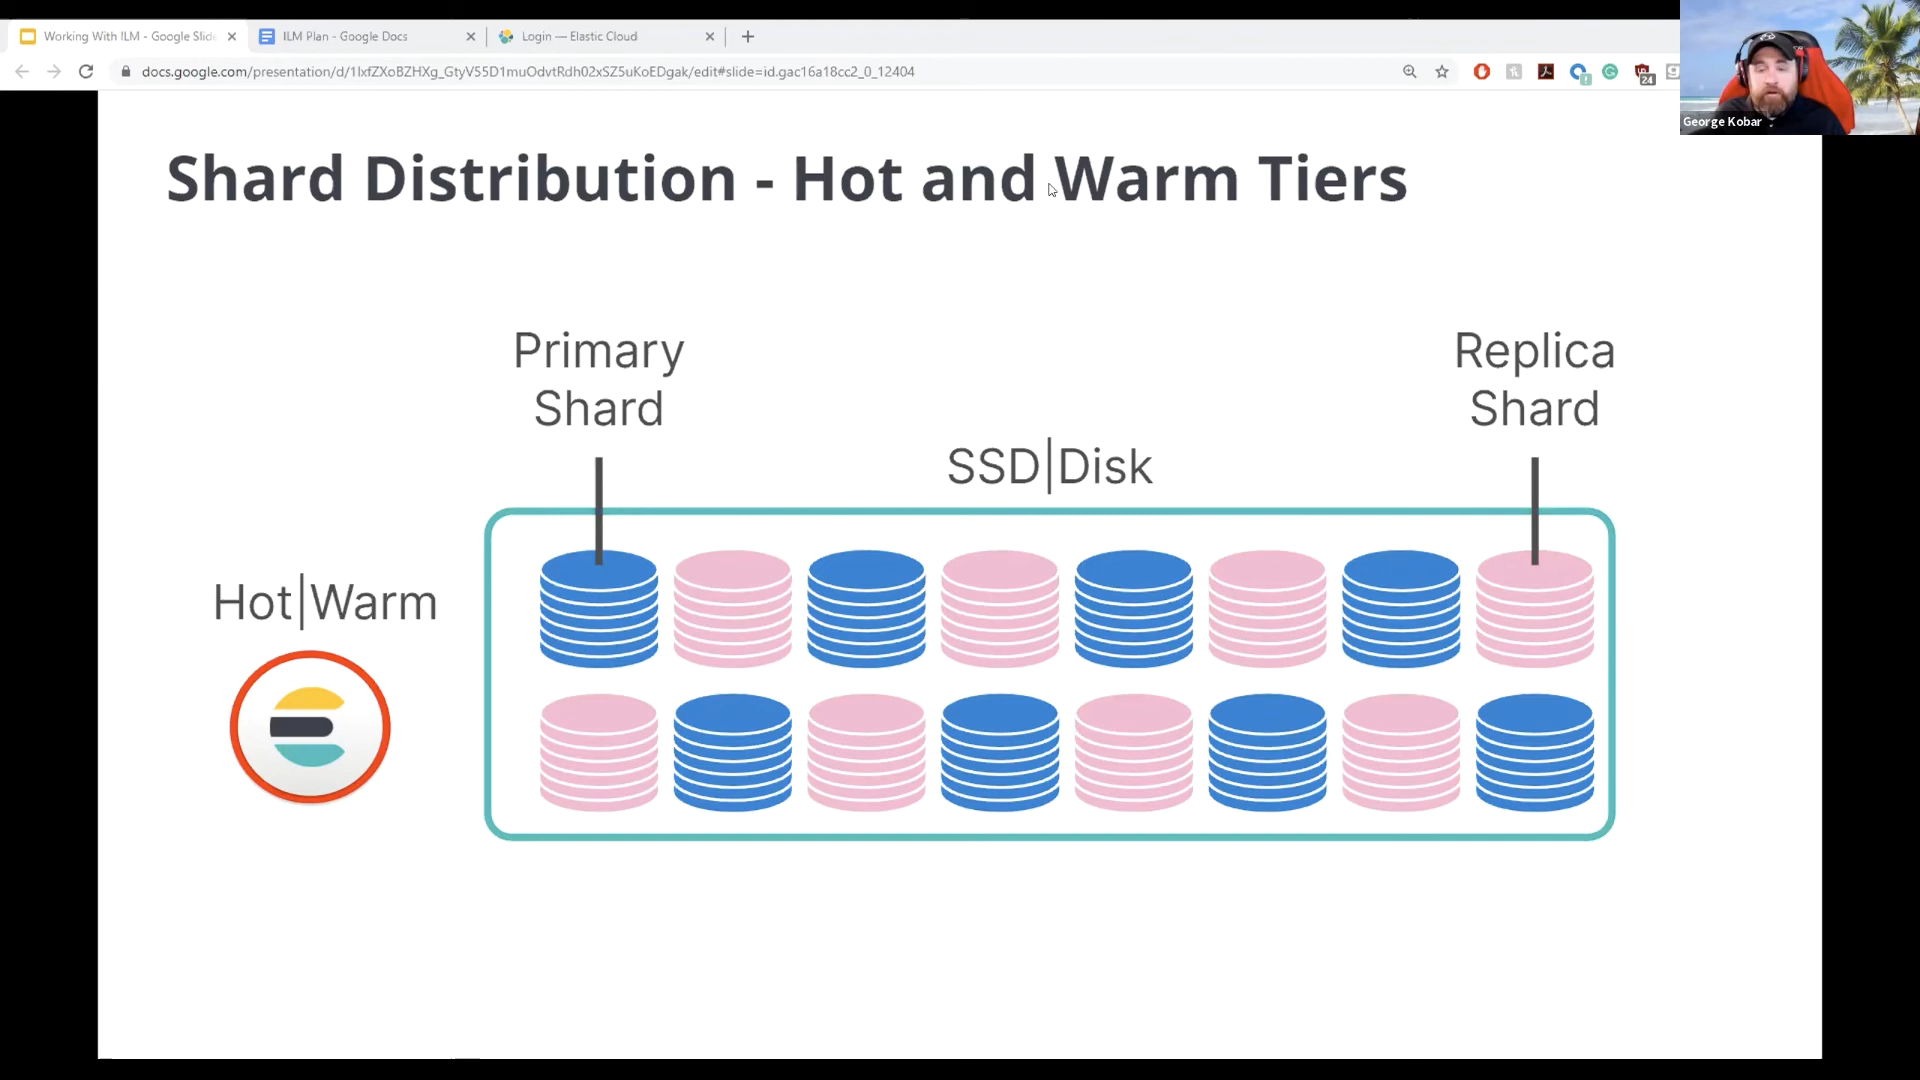 Working With ILM - Google Slide
ILM Plan - Google Docs
Login — Elastic Cloud
docs.google.com/presentation/d/1lxfZXoBZHXg_GtyV55D1muOdvtRdh02xSZ5uKoEDgak/edit#slide=id.gac16a18cc2_0_12404
24
George Kobar
Shard Distribution - Hot and Warm Tiers
Primary
Shard
Replica
Shard
SSD|Disk
Hot|Warm